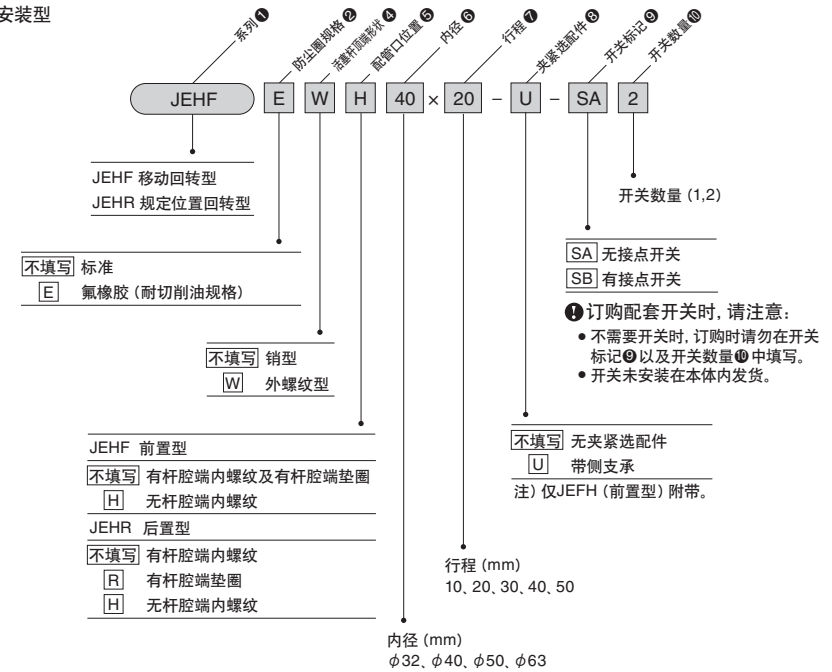 安装型
系列❶
防尘圈规格❷
活塞杆顶端形状❹
配管口位置❺
内径❻
行程❼
夹紧选配件❽
开关标记❾
开关数量❿
JEHF E W H 40 × 20 - U - SA 2
JEHF 移动回转型
JEHR 规定位置回转型
开关数量 (1,2)
不填写 标准
E 氟橡胶 (耐切削油规格)
SA 无接点开关
SB 有接点开关
!订购配套开关时, 请注意:
● 不需要开关时, 订购时请勿在开关
标记❾以及开关数量❿中填写。
● 开关未安装在本体内发货。
不填写 销型
W 外螺纹型
JEHF 前置型
不填写 有杆腔端内螺纹及有杆腔端垫圈
H 无杆腔端内螺纹
JEHR 后置型
不填写 有杆腔端内螺纹
R 有杆腔端垫圈
H 无杆腔端内螺纹
不填写 无夹紧选配件
U 带侧支承
注) 仅JEFH (前置型) 附带。
行程 (mm)
10、20、30、40、50
内径 (mm)
φ32、φ40、φ50、φ63